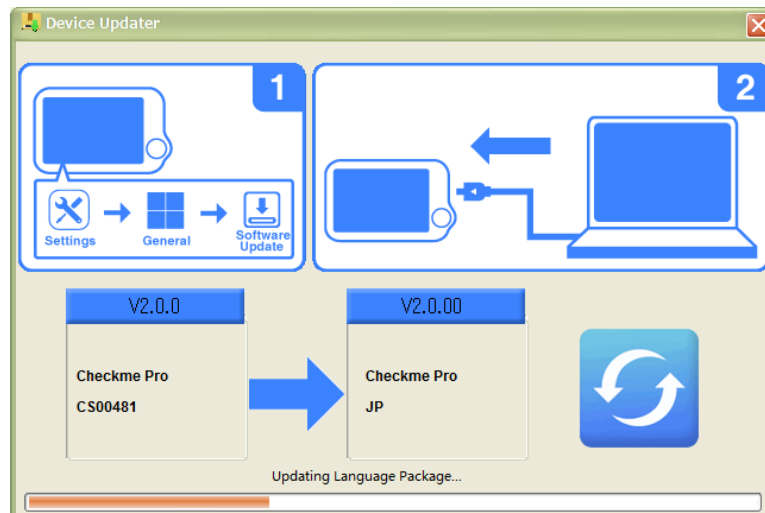 Device Updater
1
2
Settings
General
Software
Update
V2.0.0
V2.0.00
Checkme Pro
CS00481
Checkme Pro
JP
Updating Language Package...